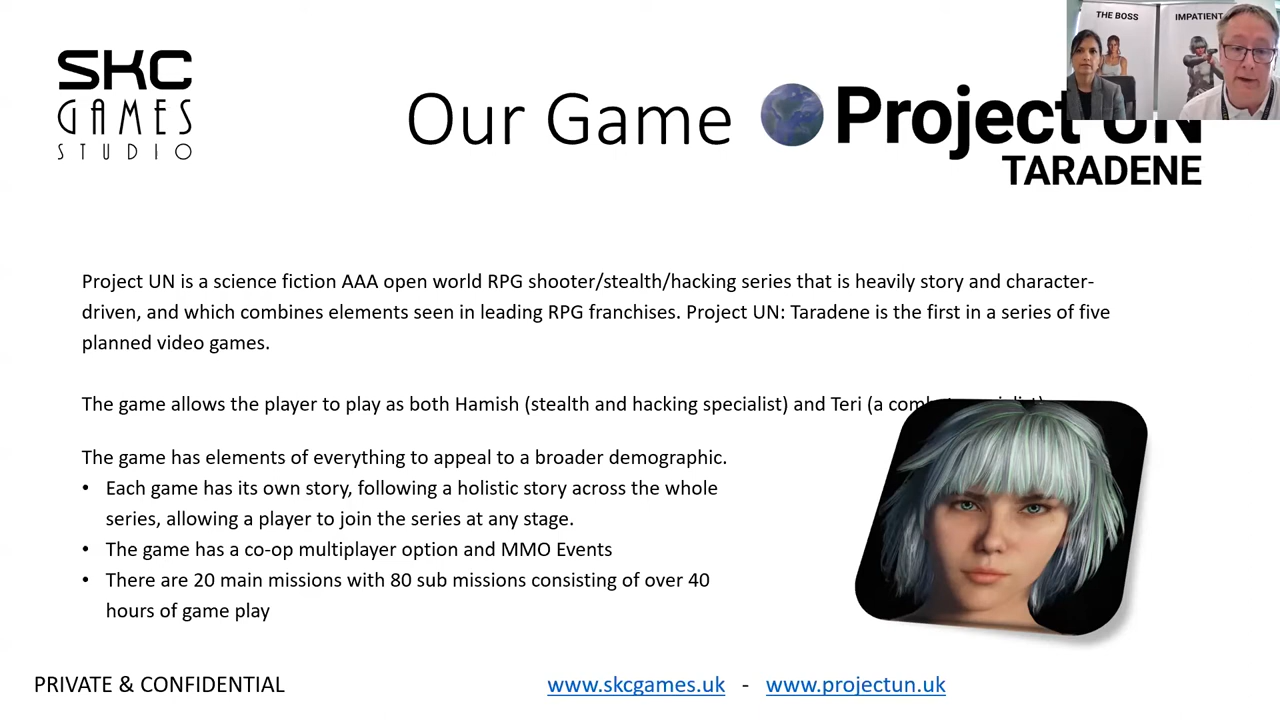 SKC
GAMES
STUDIO
Our Game
Project UN
TARADENE
THE BOSS
IMPATIENT
Project UN is a science fiction AAA open world RPG shooter/stealth/hacking series that is heavily story and character-
driven, and which combines elements seen in leading RPG franchises. Project UN: Taradene is the first in a series of five
planned video games.
The game allows the player to play as both Hamish (stealth and hacking specialist) and Teri (a combat specialist)
The game has elements of everything to appeal to a broader demographic.
• Each game has its own story, following a holistic story across the whole
series, allowing a player to join the series at any stage.
• The game has a co-op multiplayer option and MMO Events
• There are 20 main missions with 80 sub missions consisting of over 40
hours of game play
PRIVATE & CONFIDENTIAL
www.skcgames.uk - www.projectun.uk